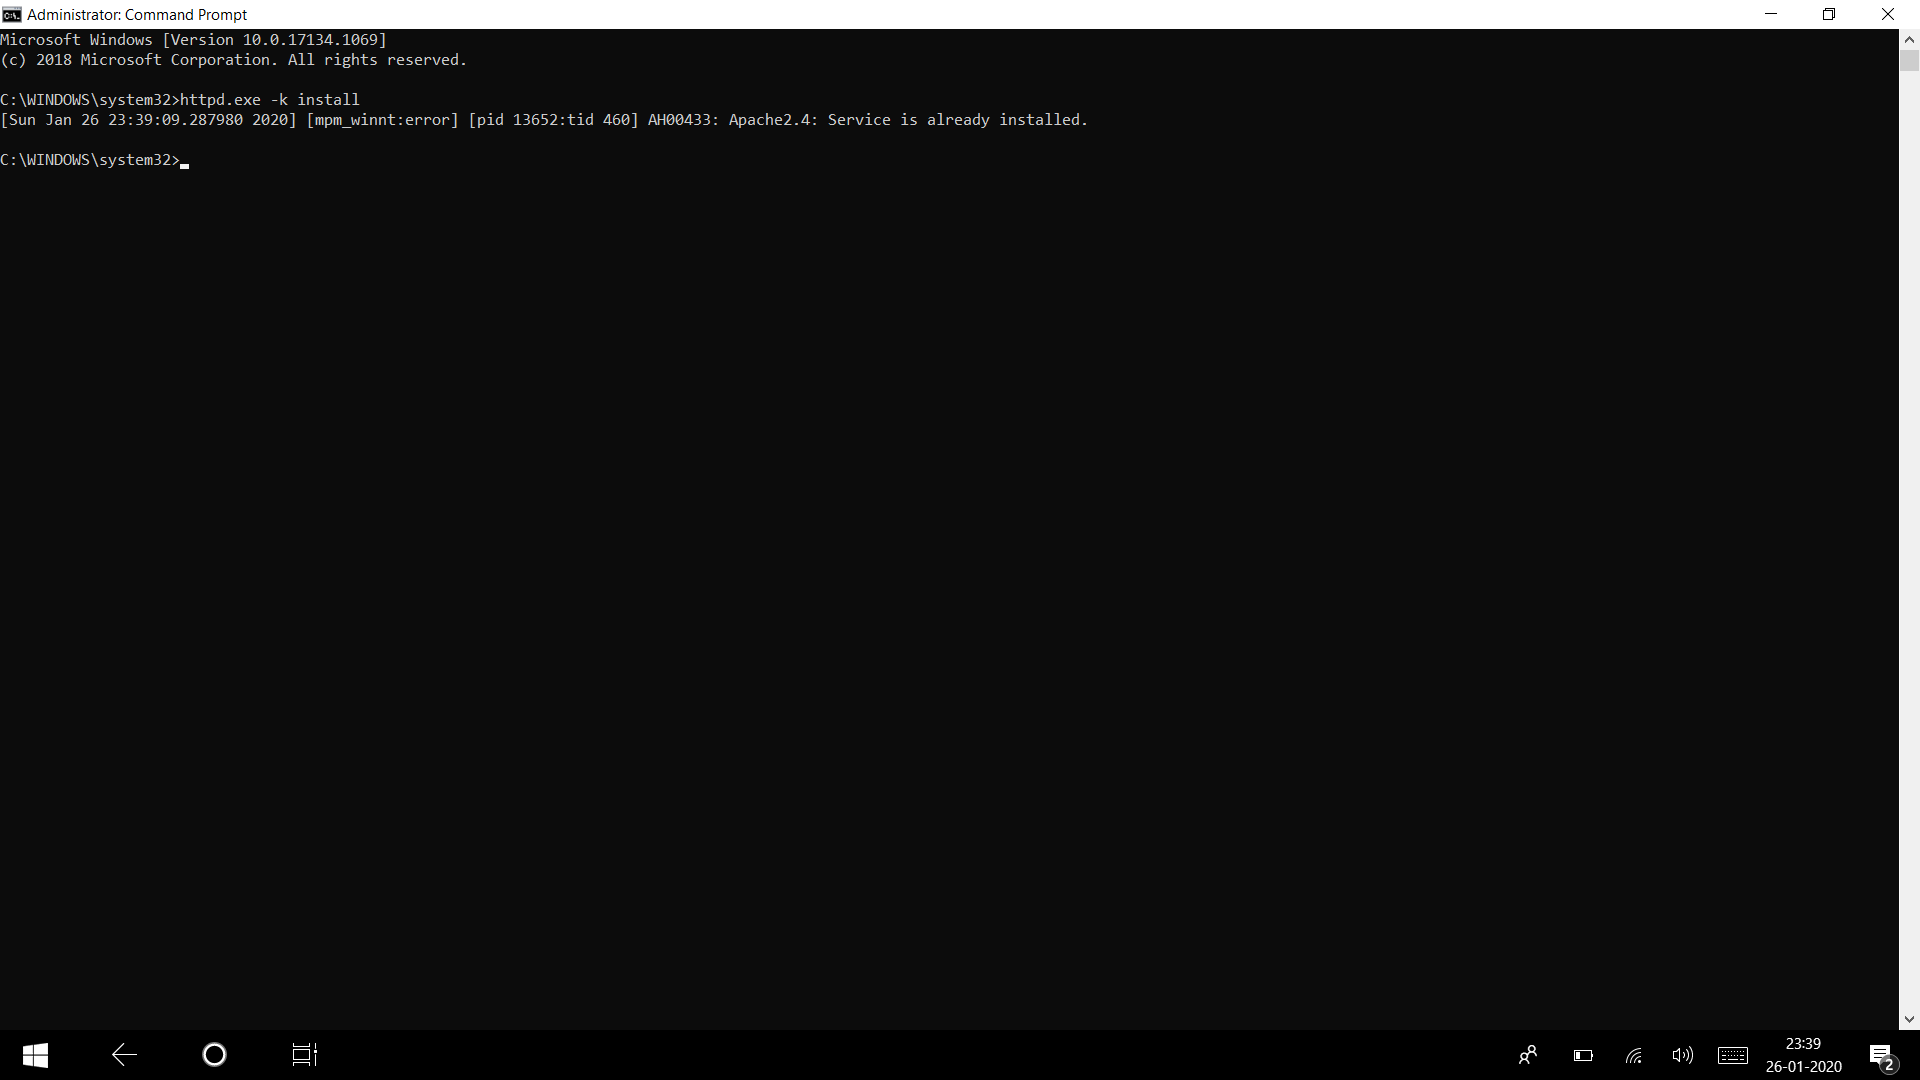 Administrator: Command Prompt
Microsoft Windows [Version 10.0.17134.1069]
(c) 2018 Microsoft Corporation. All rights reserved.
C:\WINDOWS\system32>httpd.exe -k install
[Sun Jan 26 23:39:09.287980 2020] [mpm_winnt:error] [pid 13652:tid 460] AH00433: Apache2.4: Service is already installed.
C:\WINDOWS\system32>
23:39
26-01-2020
2